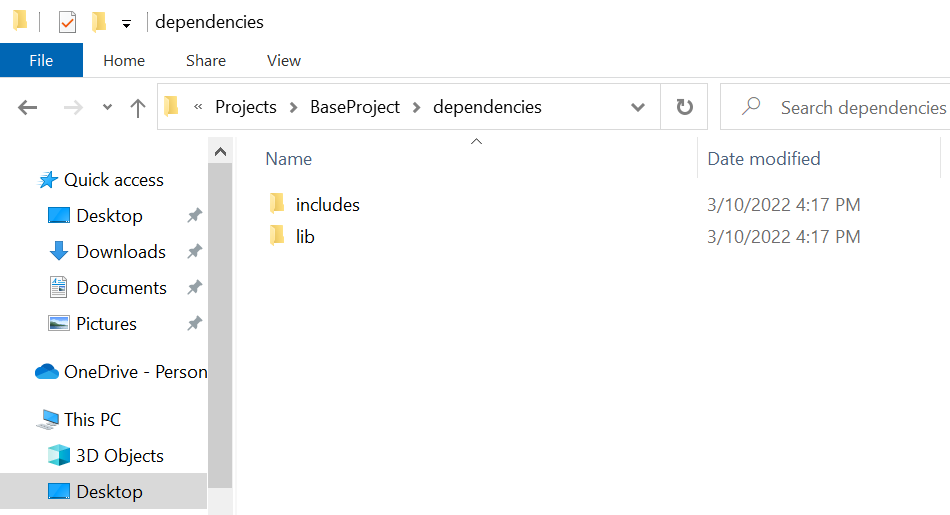 dependencies
File Home Share View
« Projects BaseProject dependencies
Search dependencies
Name Date modified
Quick access
includes 3/10/2022 4:17 PM
Desktop
lib 3/10/2022 4:17 PM
Downloads
Documents
Pictures
OneDrive - Person
This PC
3D Objects
Desktop